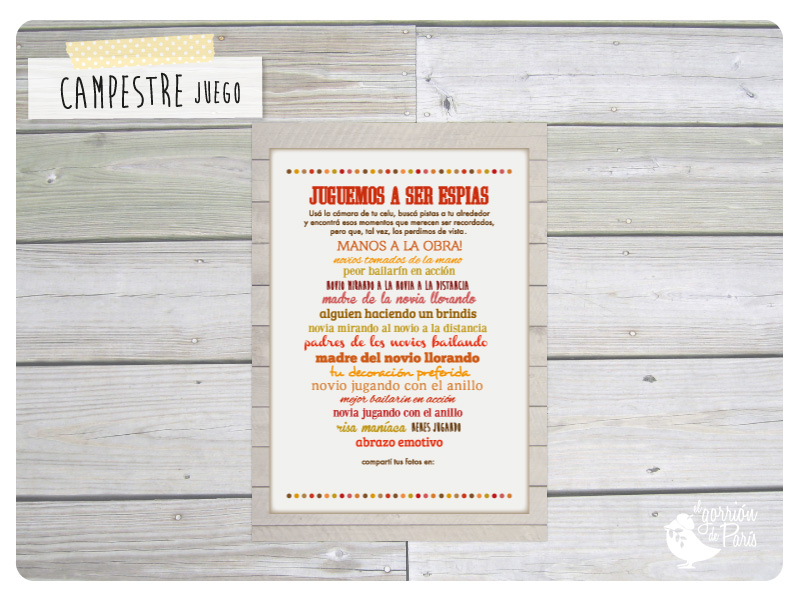 CAMPESTRE JUEGO
JUGUEMOS A SER ESPIAS
Usá la cámara de tu celu, buscá pistas a tu alrededor
y encontrá esos momentos que merecen ser recordados,
pero que, tal vez, los perdimos de vista.
MANOS A LA OBRA!
novios tomados de la mano
peor bailarín en acción
NOVIO MIRANDO A LA NOVIA A LA DISTANCIA
madre de la novia llorando
alguien haciendo un brindis
novia mirando al novio a la distancia
padres de los novios bailando
madre del novio llorando
tu decoración preferida
novio jugando con el anillo
mejor bailarín en acción
novia jugando con el anillo
risa maníaca BEBES JUGANDO
abrazo emotivo
compartí tus fotos en:
el gorrión
de París